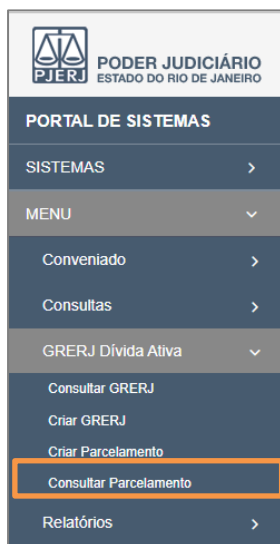 PJERJ
PODER JUDICIÁRIO
ESTADO DO RIO DE JANEIRO
PORTAL DE SISTEMAS
SISTEMAS
MENU
Conveniado
Consultas
GRERJ Dívida Ativa
Consultar GRERJ
Criar GRERJ
Criar Parcelamento
Consultar Parcelamento
Relatórios